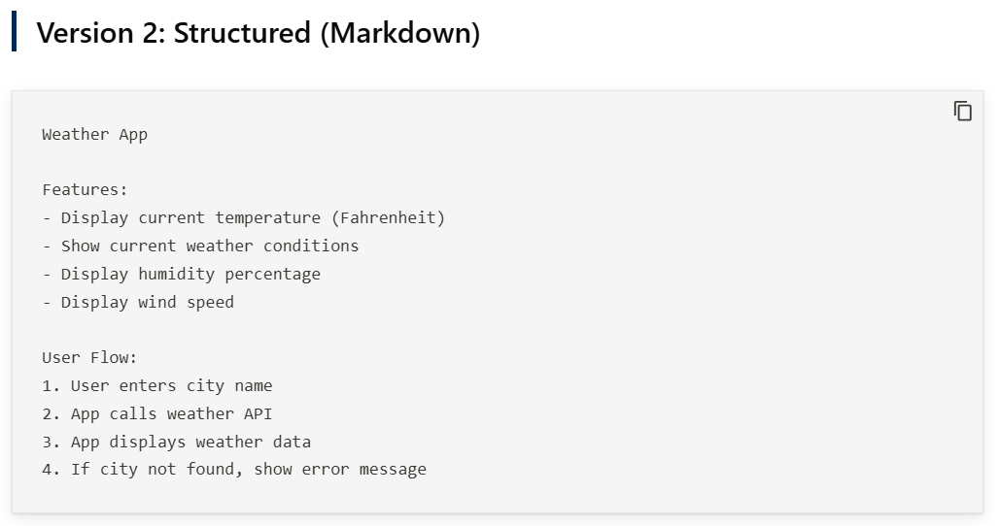 Version 2: Structured (Markdown)
Weather App
Features:
- Display current temperature (Fahrenheit)
- Show current weather conditions
- Display humidity percentage
- Display wind speed
User Flow:
1. User enters city name
2. App calls weather API
3. App displays weather data
4. If city not found, show error message